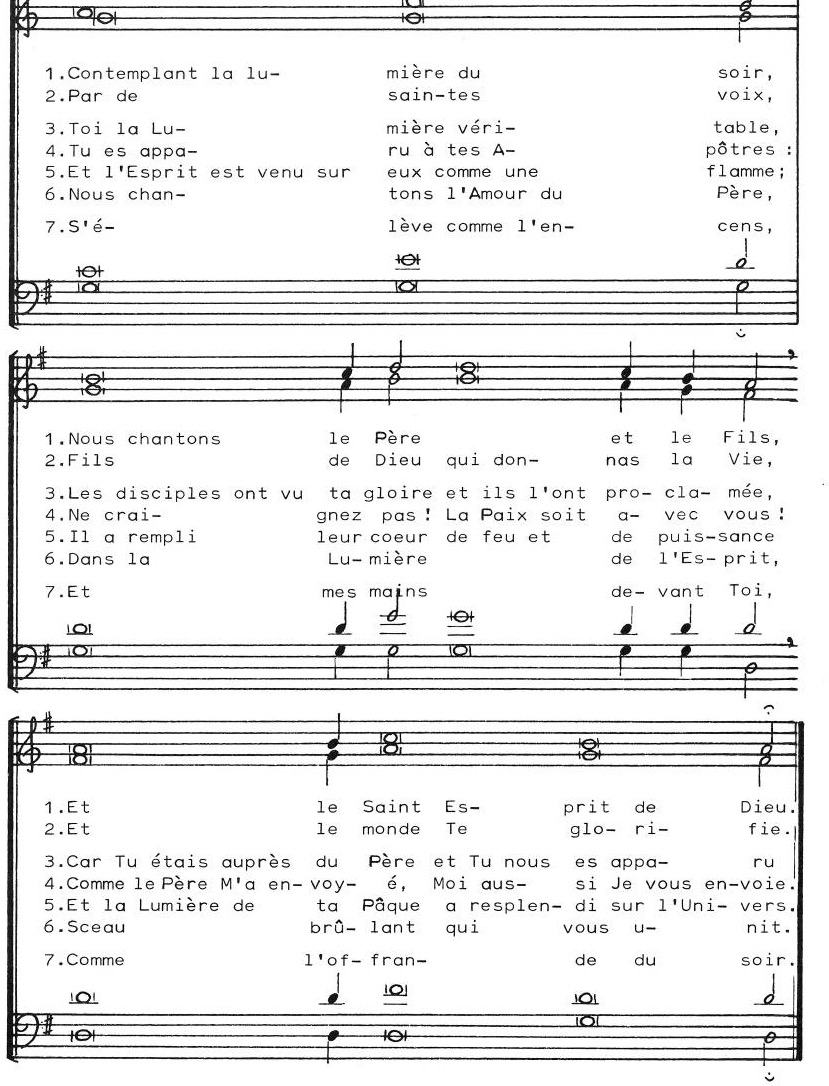 1.Contemplant la lu- mière du soir,
2.Par de sain-tes voix,
3.Toi la Lu- mière véri- table,
4.Tu es appa- ru à tes A- pôtres :
5.Et l'Esprit est venu sur eux comme une flamme;
6.Nous chan- tons l'Amour du Père,
7.S'é- lève comme l'en- cens,
1.Nous chantons le Père et le Fils,
2.Fils de Dieu qui don- nas la Vie,
3.Les disciples ont vu ta gloire et ils l'ont pro- cla- mée,
4.Ne crai- gnez pas! La Paix soit a- vec vous!
5.Il a rempli leur coeur de feu et de puis-sance
6.Dans la Lu- mière de l'Es- prit,
7.Et mes mains de- vant Toi,
1.Et le Saint Es- prit de Dieu.
2.Et le monde Te glo- ri- fie.
3.Car Tu étais auprès du Père et Tu nous es appa- ru
4.Comme le Père M'a en- voy- é, Moi aus- si Je vous en-voie.
5.Et la Lumière de ta Pâque a resplen- di sur l'Uni- vers.
6.Sceau brû- lant qui vous u- nit.
7.Comme l'of- fran- de du soir.